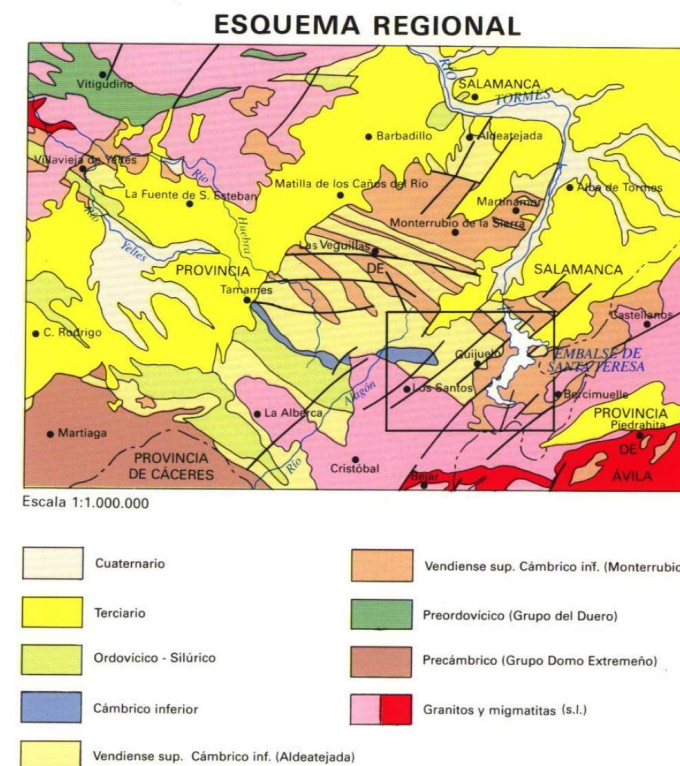 ESQUEMA REGIONAL
Vitigudino
RIO
SALAMANCA
TORMES
Barbadillo
Aldeatejada
Villavieja de Yeltes
Río
La Fuente de S. Esteban
Matilla de los Caños del Río
Martinamor
Alba de Tormes
Río
Huebra
Monterrubio de la Sierra
Yeltes
Las Veguillas
PROVINCIA
DE
SALAMANCA
Tamames
C. Rodrigo
Castellanos
Guijuelo
EMBALSE DE
SANTA TERESA
Los Santos
Bercimuelle
Alagón
La Alberca
PROVINCIA
Piedrahita
Martiaga
DE
PROVINCIA
DE CÁCERES
Río
Cristóbal
Béjar
ÁVILA
Escala 1:1.000.000
Cuaternario
Vendiense sup. Cámbrico inf. (Monterrubio
Terciario
Preordovícico (Grupo del Duero)
Ordovícico - Silúrico
Precámbrico (Grupo Domo Extremeño)
Cámbrico inferior
Granitos y migmatitas (s.l.)
Vendiense sup. Cámbrico inf. (Aldeatejada)